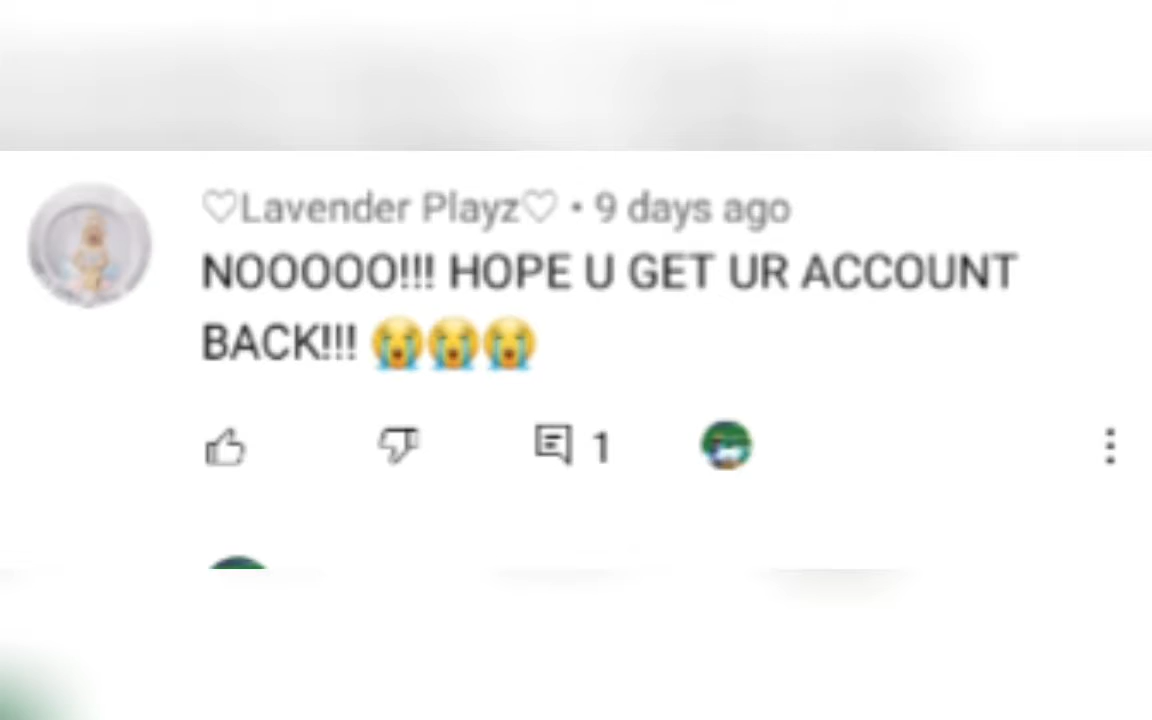 ♡Lavender Playz♡ • 9 days ago
NOOOOO!!! HOPE U GET UR ACCOUNT
BACK!!! 😭😭😭
1